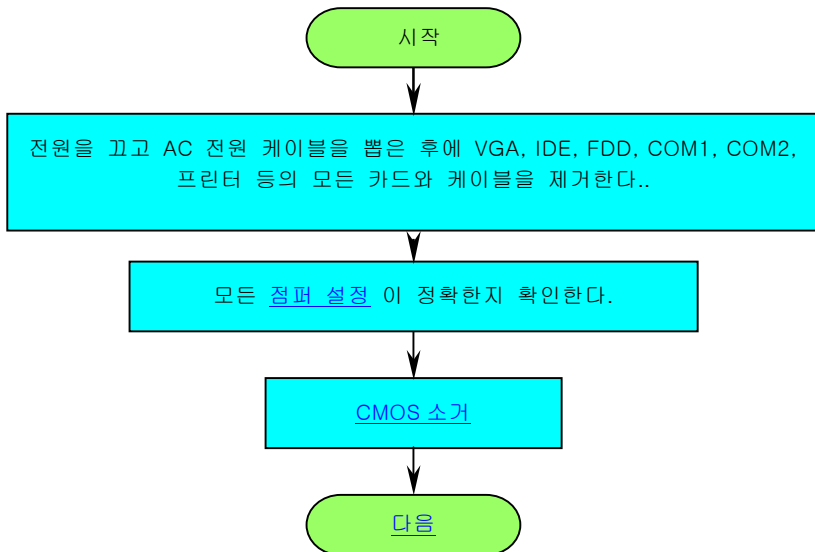 시작
전원을 끄고 AC 전원 케이블을 뽑은 후에 VGA, IDE, FDD, COM1, COM2,
프린터 등의 모든 카드와 케이블을 제거한다..
모든 점퍼 설정 이 정확한지 확인한다.
CMOS 소거
다음